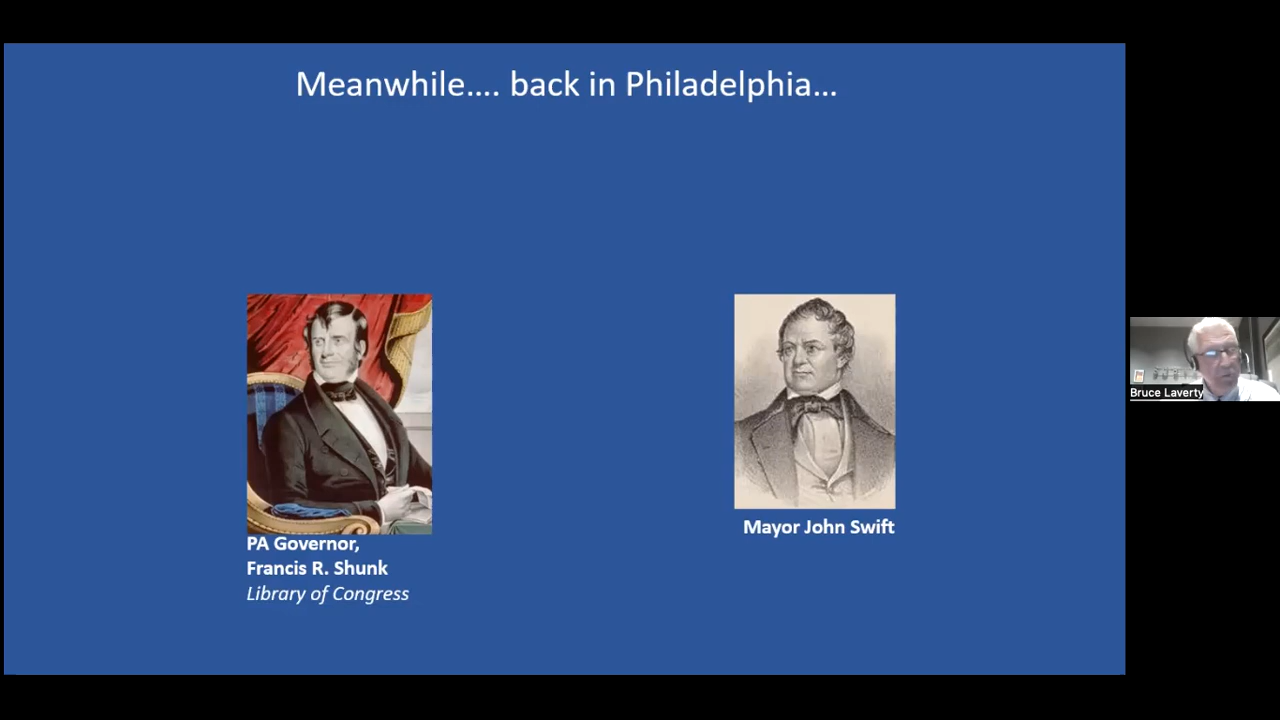 Meanwhile…. back in Philadelphia…
PA Governor,
Francis R. Shunk
Library of Congress
Mayor John Swift
Bruce Laverty